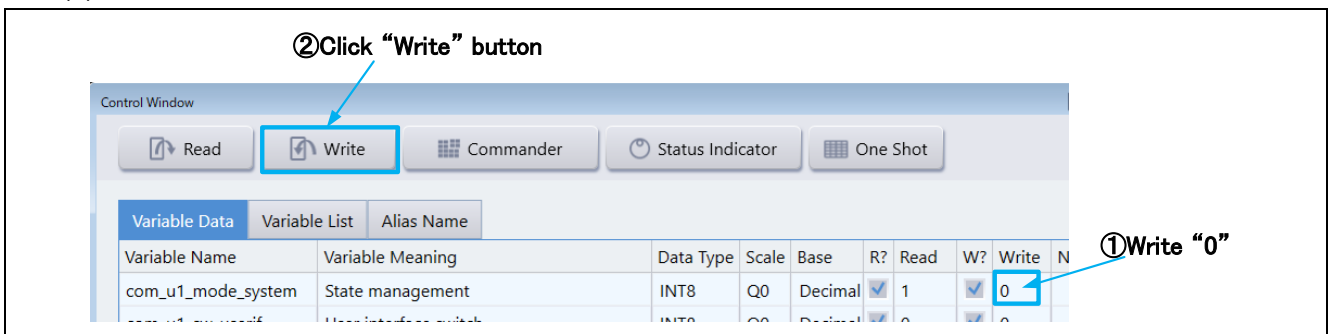 ②Click “Write” button
Control Window
Read Write Commander Status Indicator One Shot
Variable Data Variable List Alias Name
Variable Name Variable Meaning Data Type Scale Base R? Read W? Write N
①Write “0”
com_u1_mode_system State management INT8 Q0 Decimal 1 0